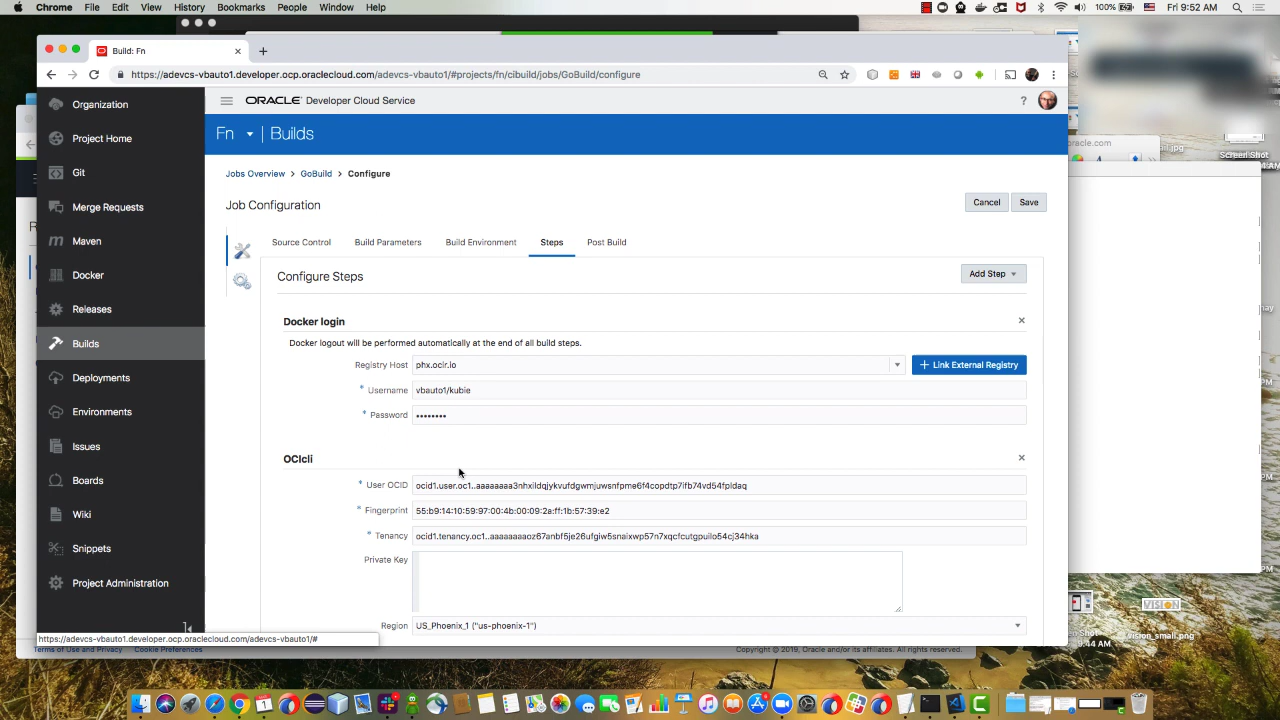 Chrome File Edit View History Bookmarks People Window Help
100% Fri 9:52 AM
Build: Fn
https://adevcs-vbauto1.developer.ocp.oraclecloud.com/adevcs-vbauto1/#projects/fn/cibuild/jobs/GoBuild/configure
Organization
Project Home
Git
Merge Requests
Maven
Docker
Releases
Builds
Deployments
Environments
Issues
Boards
Wiki
Snippets
Project Administration
ORACLE Developer Cloud Service
?
Fn | Builds
Jobs Overview > GoBuild > Configure
Job Configuration
Cancel Save
Source Control Build Parameters Build Environment Steps Post Build
Configure Steps
Add Step
Docker login
Docker logout will be performed automatically at the end of all build steps.
Registry Host phx.ocir.io
+ Link External Registry
* Username vbauto1/kubie
* Password ••••••••
OCIcli
* User OCID ocid1.user.oc1..aaaaaaaa3nhxildqjykvufdgwmjuwsnfpme6f4copdtp7ifb74vd54fpldaq
* Fingerprint 55:b9:14:10:59:97:00:4b:00:09:2a:ff:1b:57:39:e2
* Tenancy ocid1.tenancy.oc1..aaaaaaaaoz67anbf5je26ufgiw5snaixwp57n7xqcfcutgpuilo54cj34hka
Private Key
Region US_Phoenix_1 ("us-phoenix-1")
https://adevcs-vbauto1.developer.ocp.oraclecloud.com/adevcs-vbauto1/#
Terms of Use and Privacy Cookie Preferences
Copyright © 2019, Oracle and/or its affiliates. All rights reserved.
Screen Shot
VISION
vision_small.png